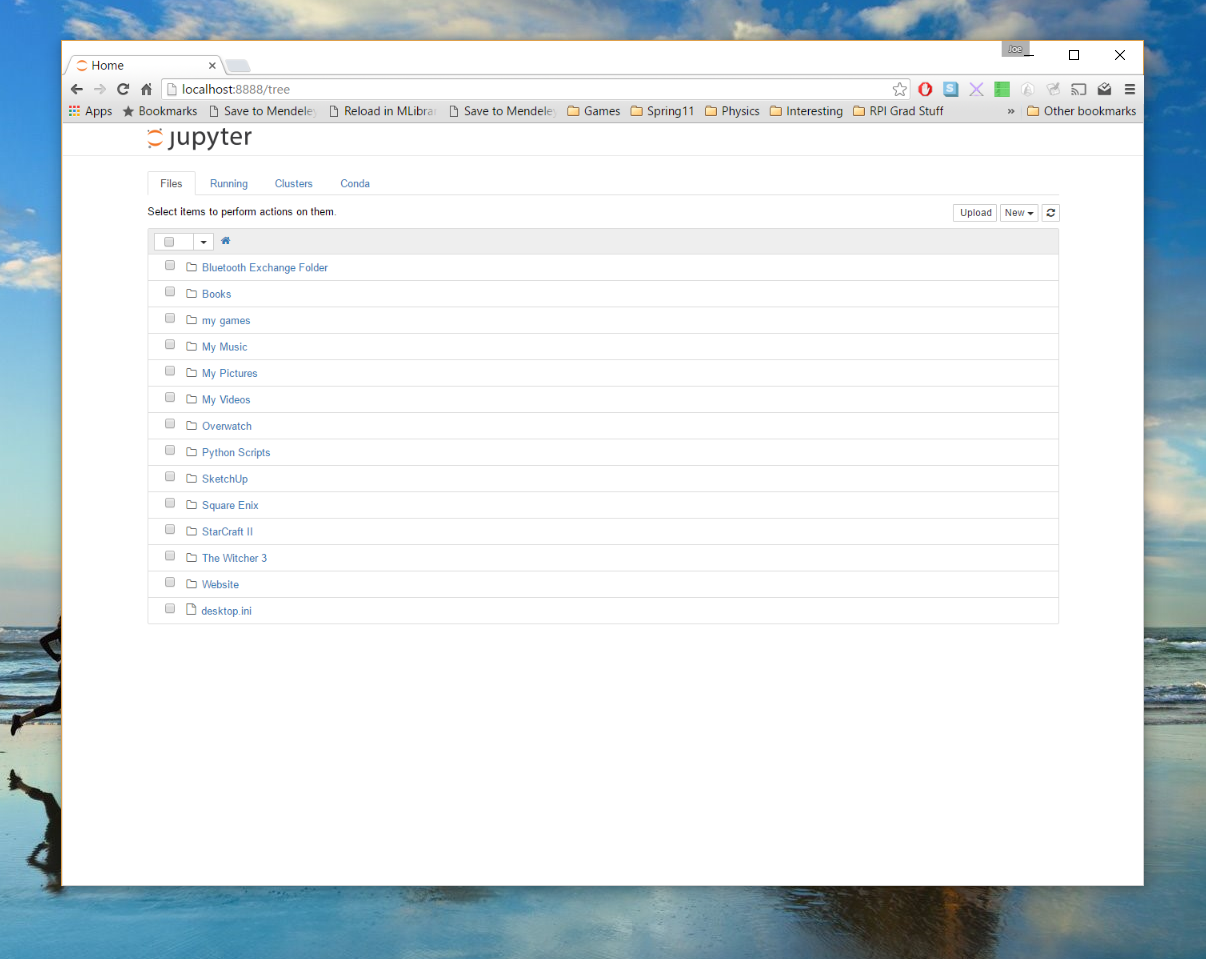 Joe
Home
localhost:8888/tree
Apps Bookmarks Save to Mendeley Reload in MLibra Save to Mendeley Games Spring11 Physics Interesting RPI Grad Stuff » Other bookmarks
jupyter
Files Running Clusters Conda
Select items to perform actions on them. Upload New
Bluetooth Exchange Folder
Books
my games
My Music
My Pictures
My Videos
Overwatch
Python Scripts
SketchUp
Square Enix
StarCraft II
The Witcher 3
Website
desktop.ini